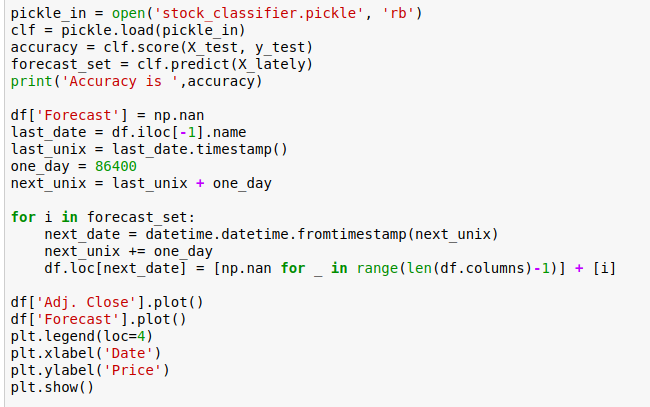 pickle_in = open('stock_classifier.pickle', 'rb')
clf = pickle.load(pickle_in)
accuracy = clf.score(X_test, y_test)
forecast_set = clf.predict(X_lately)
print('Accuracy is ',accuracy)

df['Forecast'] = np.nan
last_date = df.iloc[-1].name
last_unix = last_date.timestamp()
one_day = 86400
next_unix = last_unix + one_day

for i in forecast_set:
    next_date = datetime.datetime.fromtimestamp(next_unix)
    next_unix += one_day
    df.loc[next_date] = [np.nan for _ in range(len(df.columns)-1)] + [i]

df['Adj. Close'].plot()
df['Forecast'].plot()
plt.legend(loc=4)
plt.xlabel('Date')
plt.ylabel('Price')
plt.show()